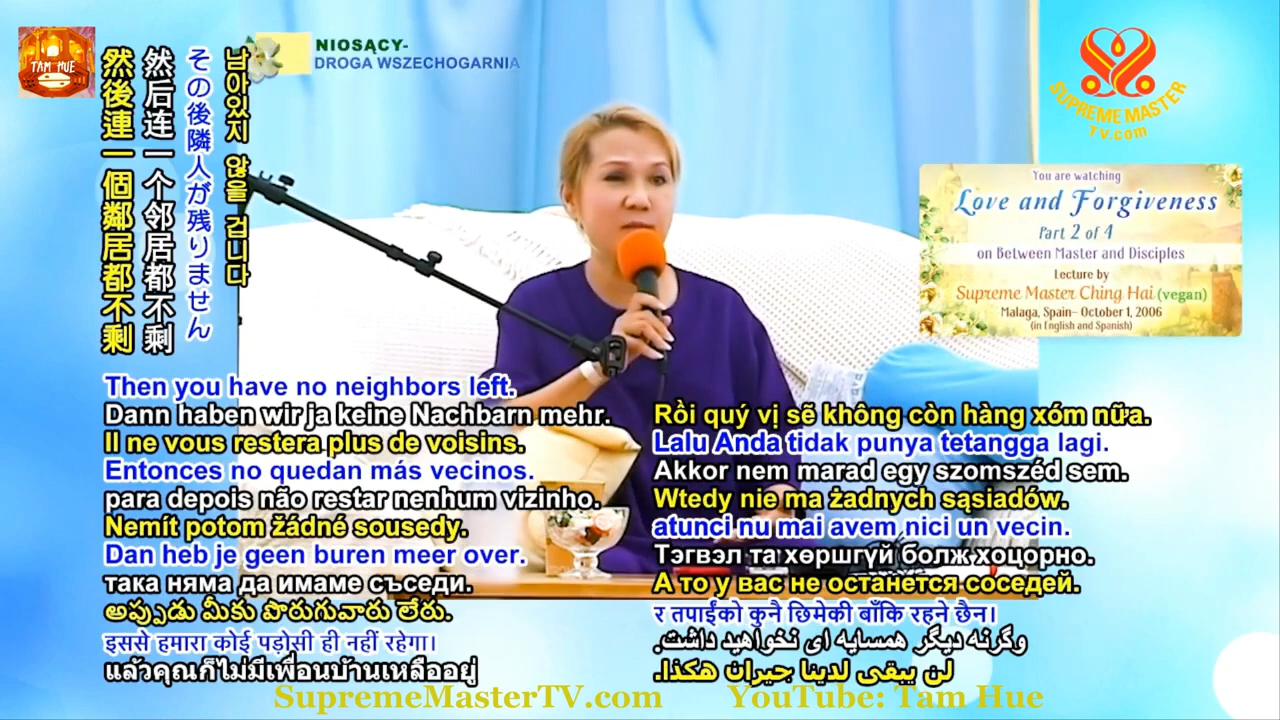 TAM HUE
NIOSĄCY-
DROGA WSZECHOGARNIA
SUPREME MASTER
TV.com
You are watching
Love and Forgiveness
Part 2 of 4
on Between Master and Disciples
Lecture by
Supreme Master Ching Hai (vegan)
Malaga, Spain– October 1, 2006
(in English and Spanish)
남아있지 않을 겁니다
その後隣人が残りません
然后连一个邻居都不剩
然後連一個鄰居都不剩
Then you have no neighbors left.
Dann haben wir ja keine Nachbarn mehr.
Il ne vous restera plus de voisins.
Entonces no quedan más vecinos.
para depois não restar nenhum vizinho.
Nemít potom žádné sousedy.
Dan heb je geen buren meer over.
така няма да имаме съседи.
అప్పుడు మీకు పొరుగువారు లేరు.
इससे हमारा कोई पड़ोसी ही नहीं रहेगा।
แล้วคุณก็ไม่มีเพื่อนบ้านเหลืออยู่
Rồi quý vị sẽ không còn hàng xóm nữa.
Lalu Anda tidak punya tetangga lagi.
Akkor nem marad egy szomszéd sem.
Wtedy nie ma żadnych sąsiadów.
atunci nu mai avem nici un vecin.
Тэгвэл та хөршгүй болж хоцорно.
А то у вас не останется соседей.
र तपाईंको कुनै छिमेकी बाँकि रहने छैन।
وگرنه دیگر همسایه ای نخواهید داشت.
لن يبقى لدينا جيران هكذا.
SupremeMasterTV.com
YouTube: Tam Hue